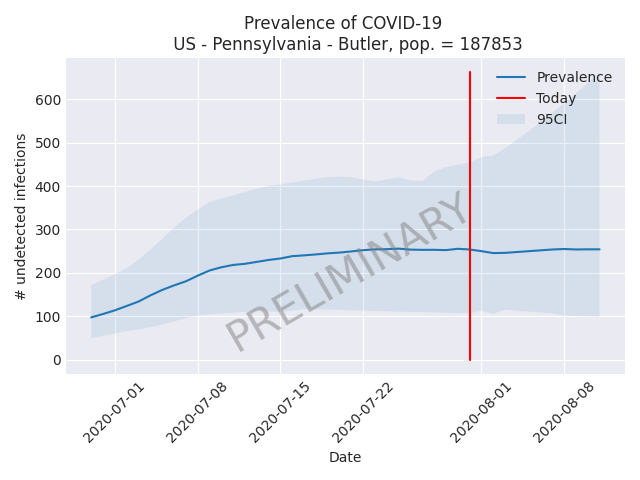 Prevalence of COVID-19
US - Pennsylvania - Butler, pop. = 187853
Prevalence
Today
95CI
# undetected infections
600
500
400
300
200
100
0
PRELIMINARY
2020-07-01
2020-07-08
2020-07-15
2020-07-22
2020-08-01
2020-08-08
Date